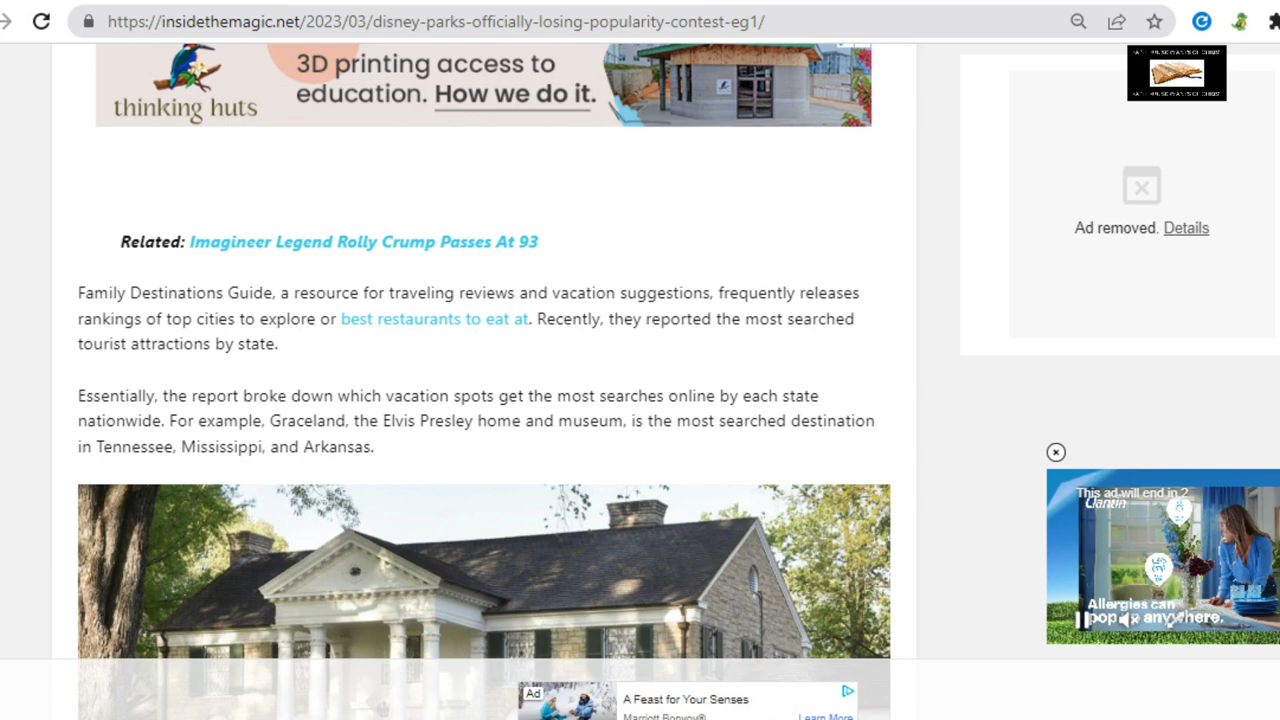 https://insidethemagic.net/2023/03/disney-parks-officially-losing-popularity-contest-eg1/
thinking huts
3D printing access to
education. How we do it.
Related: Imagineer Legend Rolly Crump Passes At 93
Family Destinations Guide, a resource for traveling reviews and vacation suggestions, frequently releases
rankings of top cities to explore or best restaurants to eat at. Recently, they reported the most searched
tourist attractions by state.
Essentially, the report broke down which vacation spots get the most searches online by each state
nationwide. For example, Graceland, the Elvis Presley home and museum, is the most searched destination
in Tennessee, Mississippi, and Arkansas.
Ad removed. Details
This ad will end in 2
Claritin
Allergies can
pop anywhere.
Ad
A Feast for Your Senses
Marriott Bonvoy®
Learn More